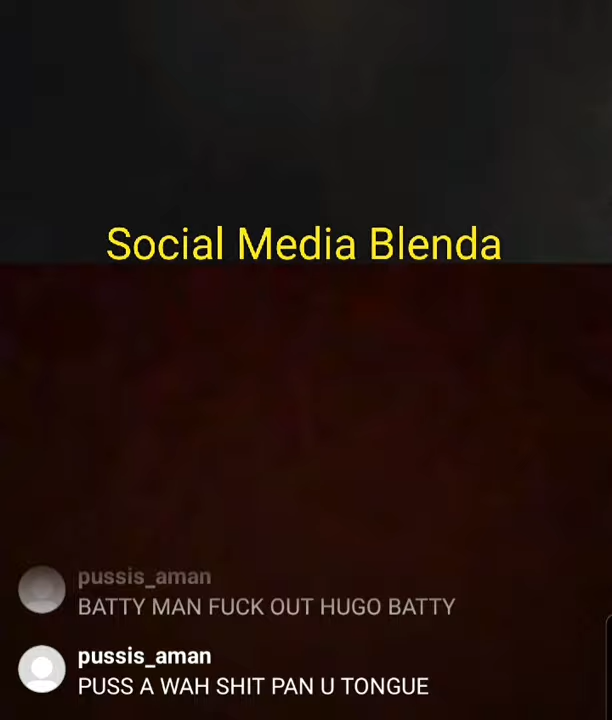 Social Media Blenda
pussis_aman
BATTY MAN FUCK OUT HUGO BATTY
pussis_aman
PUSS A WAH SHIT PAN U TONGUE